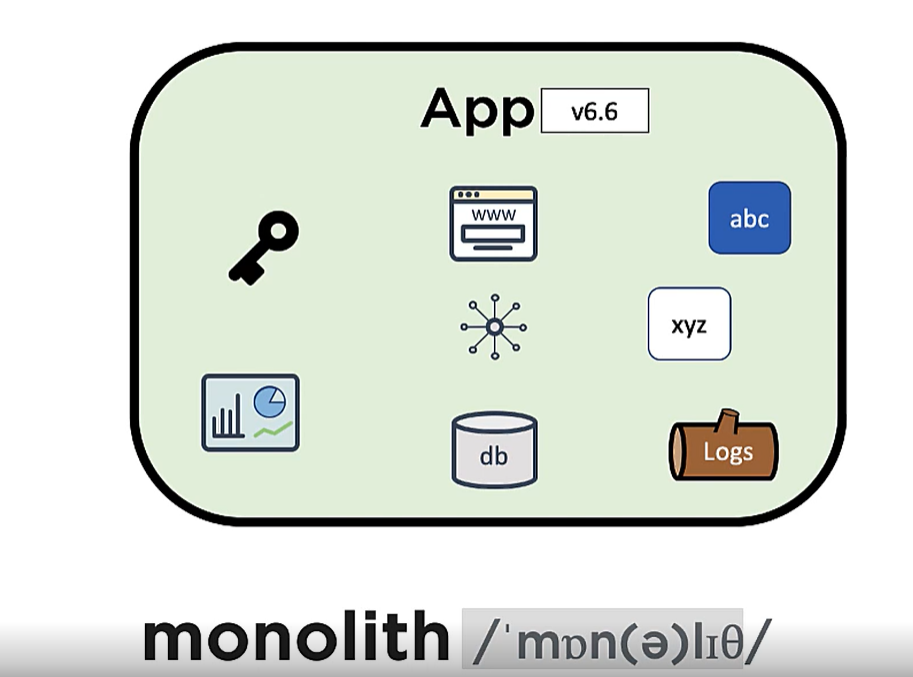 App v6.6
www
abc
xyz
db
Logs
monolith /ˈmɒn(ə)lɪθ/